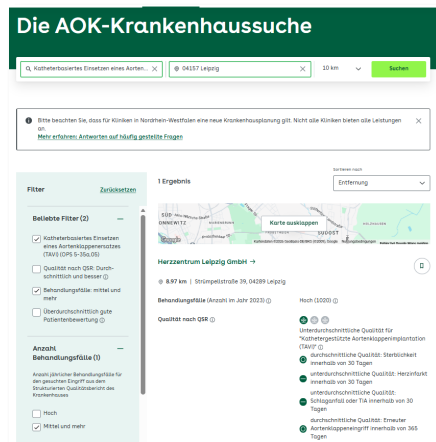 Die AOK-Krankenhaussuche
Katheterbasiertes Einsetzen eines Aorten...
04157 Leipzig
10 km
Suchen
Bitte beachten Sie, dass für Kliniken in Nordrhein-Westfalen eine neue Krankenhausplanung gilt. Nicht alle Kliniken bieten alle Leistungen
an.
Mehr erfahren: Antworten auf häufig gestellte Fragen
Filter
Zurücksetzen
Beliebte Filter (2)
Katheterbasiertes Einsetzen
eines Aortenklappenersatzes
(TAVI) (OPS 5-35a.05)
Qualität nach QSR: Durch-
schnittlich und besser
Behandlungsfälle: mittel und
mehr
Überdurchschnittlich gute
Patientenbewertung
Anzahl
Behandlungsfälle (1)
Anzahl jährlicher Behandlungsfälle für
den gesuchten Eingriff aus dem
Strukturierten Qualitätsbericht des
Krankenhauses
Hoch
Mittel und mehr
1 Ergebnis
Sortieren nach
Entfernung
Karte ausklappen
SÜDOST
HOLZHAUSEN
Google
Herzzentrum Leipzig GmbH →
8.97 km | Strümpellstraße 39, 04289 Leipzig
Behandlungsfälle (Anzahl im Jahr 2023)
Hoch (1020)
Qualität nach QSR
Unterdurchschnittliche Qualität für
"Kathetergestützte Aortenklappenimplantation
(TAVI)"
durchschnittliche Qualität: Sterblichkeit
innerhalb von 30 Tagen
unterdurchschnittliche Qualität: Herzinfarkt
innerhalb von 30 Tagen
unterdurchschnittliche Qualität:
Schlaganfall oder TIA innerhalb von 30
Tagen
durchschnittliche Qualität: Erneuter
Aortenklappeneingriff innerhalb von 365
Tagen